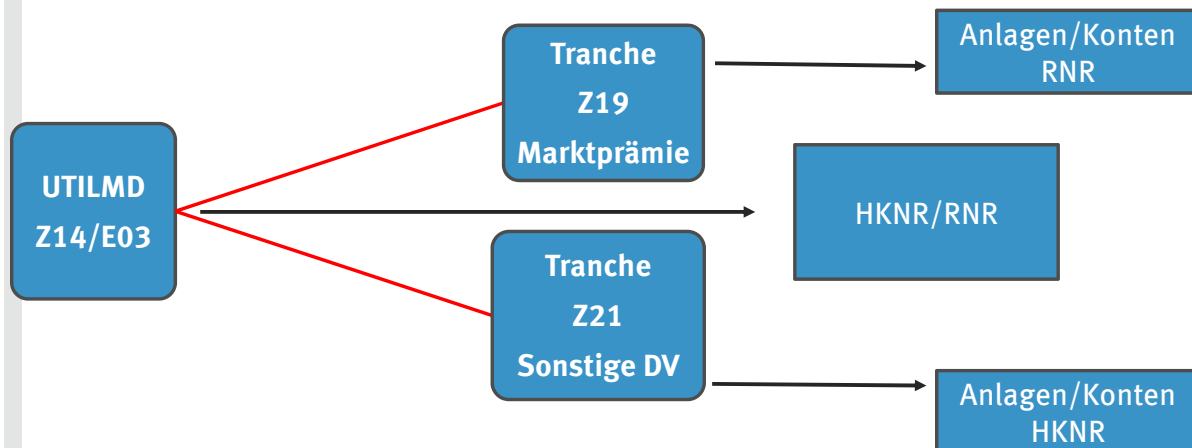 UTILMD
Z14/E03
Tranche
Z19
Marktprämie
Anlagen/Konten
RNR
HKNR/RNR
Tranche
Z21
Sonstige DV
Anlagen/Konten
HKNR